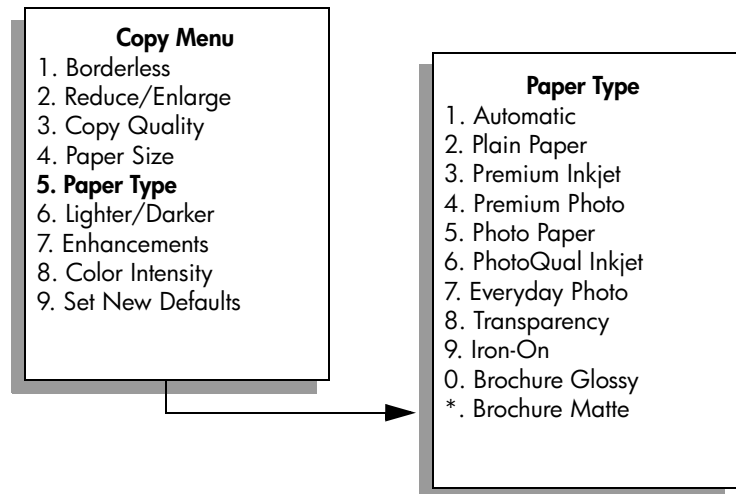 Copy Menu
1. Borderless
2. Reduce/Enlarge
3. Copy Quality
4. Paper Size
5. Paper Type
6. Lighter/Darker
7. Enhancements
8. Color Intensity
9. Set New Defaults
Paper Type
1. Automatic
2. Plain Paper
3. Premium Inkjet
4. Premium Photo
5. Photo Paper
6. PhotoQual Inkjet
7. Everyday Photo
8. Transparency
9. Iron-On
0. Brochure Glossy
*. Brochure Matte